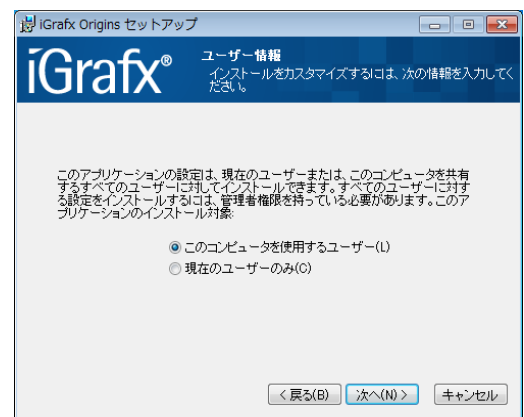 iGrafx Origins セットアップ
iGrafx®
ユーザー情報
インストールをカスタマイズするには、次の情報を入力してく
ださい。
このアプリケーションの設定は、現在のユーザーまたは、このコンピュータを共有
するすべてのユーザーに対してインストールできます。すべてのユーザーに対す
る設定をインストールするには、管理者権限を持っている必要があります。このア
プリケーションのインストール対象:
このコンピュータを使用するユーザー(L)
現在のユーザーのみ(C)
< 戻る(B)
次へ(N) >
キャンセル